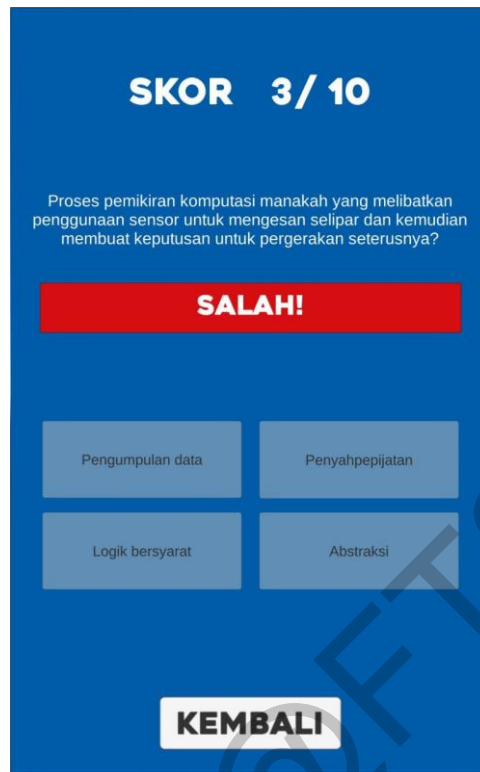 SKOR 3/ 10
Proses pemikiran komputasi manakah yang melibatkan
penggunaan sensor untuk mengesan selipar dan kemudian
membuat keputusan untuk pergerakan seterusnya?
SALAH!
Pengumpulan data
Penyahpepijatan
Logik bersyarat
Abstraksi
KEMBALI